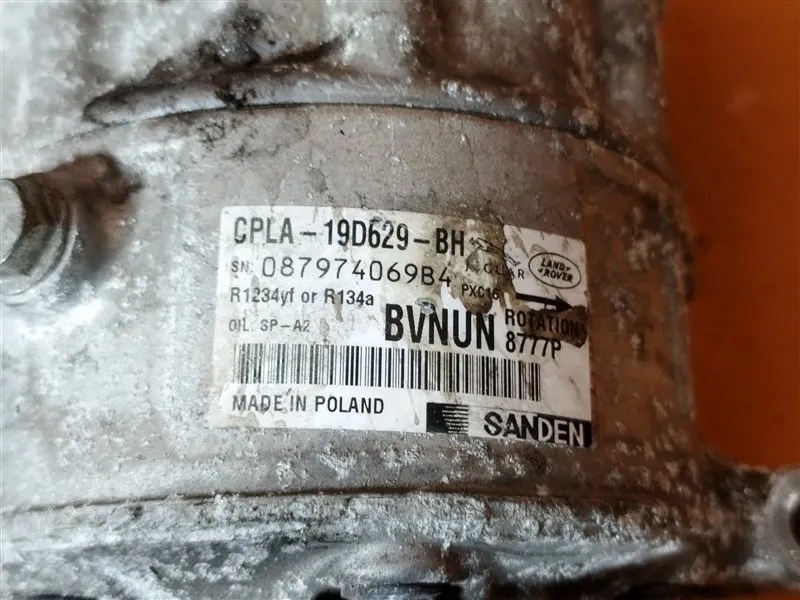 CPLA-19D629-BH
LAND ROVER
SN: 087974069B4 PXC16
R1234yf or R134a
ROTATION
OIL: SP-A2 BVNUN 8777P
MADE IN POLAND
SANDEN